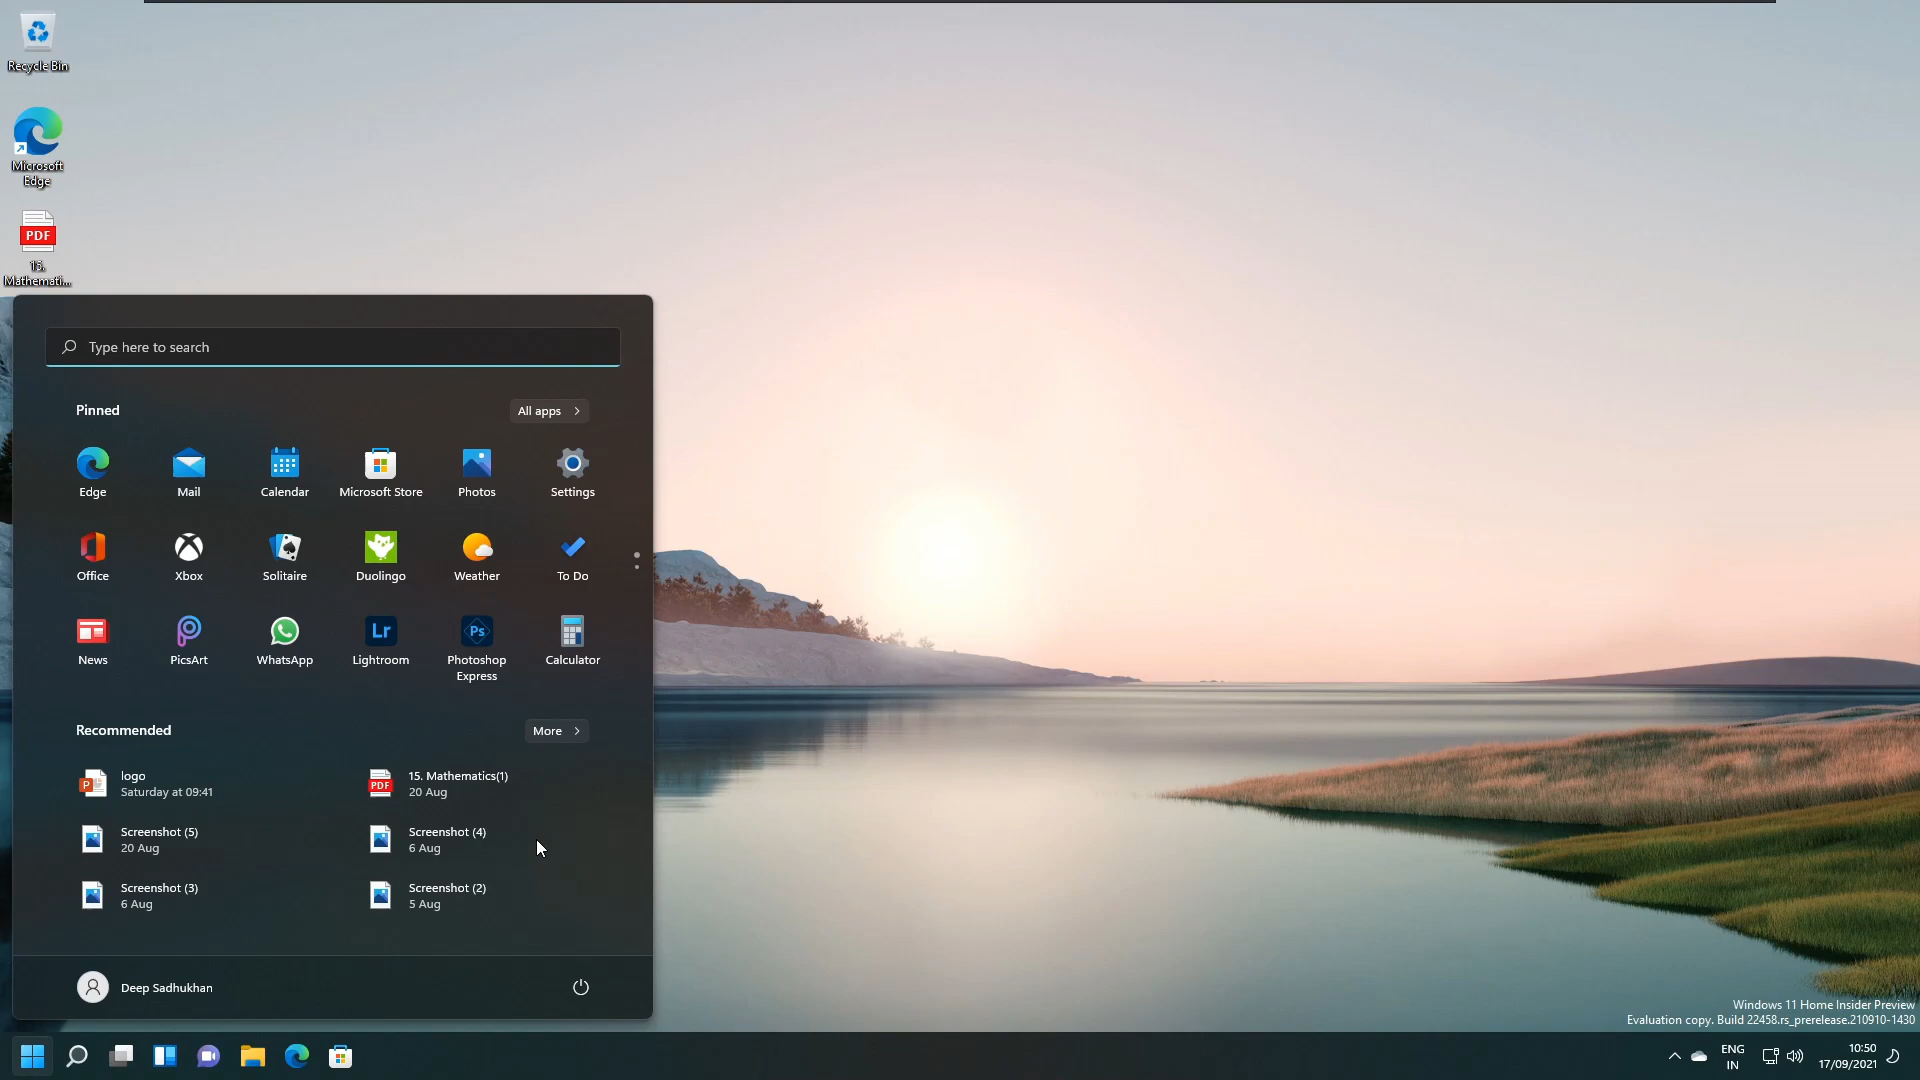 Recycle Bin
Microsoft
Edge
PDF
15.
Mathemati...
Type here to search
Pinned
All apps
Edge
Mail
Calendar
Microsoft Store
Photos
Settings
Office
Xbox
Solitaire
Duolingo
Weather
To Do
News
PicsArt
WhatsApp
Lr
Lightroom
Ps
Photoshop
Express
Calculator
Recommended
More
P
logo
Saturday at 09:41
PDF
15. Mathematics(1)
20 Aug
Screenshot (5)
20 Aug
Screenshot (4)
6 Aug
Screenshot (3)
6 Aug
Screenshot (2)
5 Aug
Deep Sadhukhan
Windows 11 Home Insider Preview
Evaluation copy. Build 22458.rs_prerelease.210910-1430
ENG
IN
10:50
17/09/2021